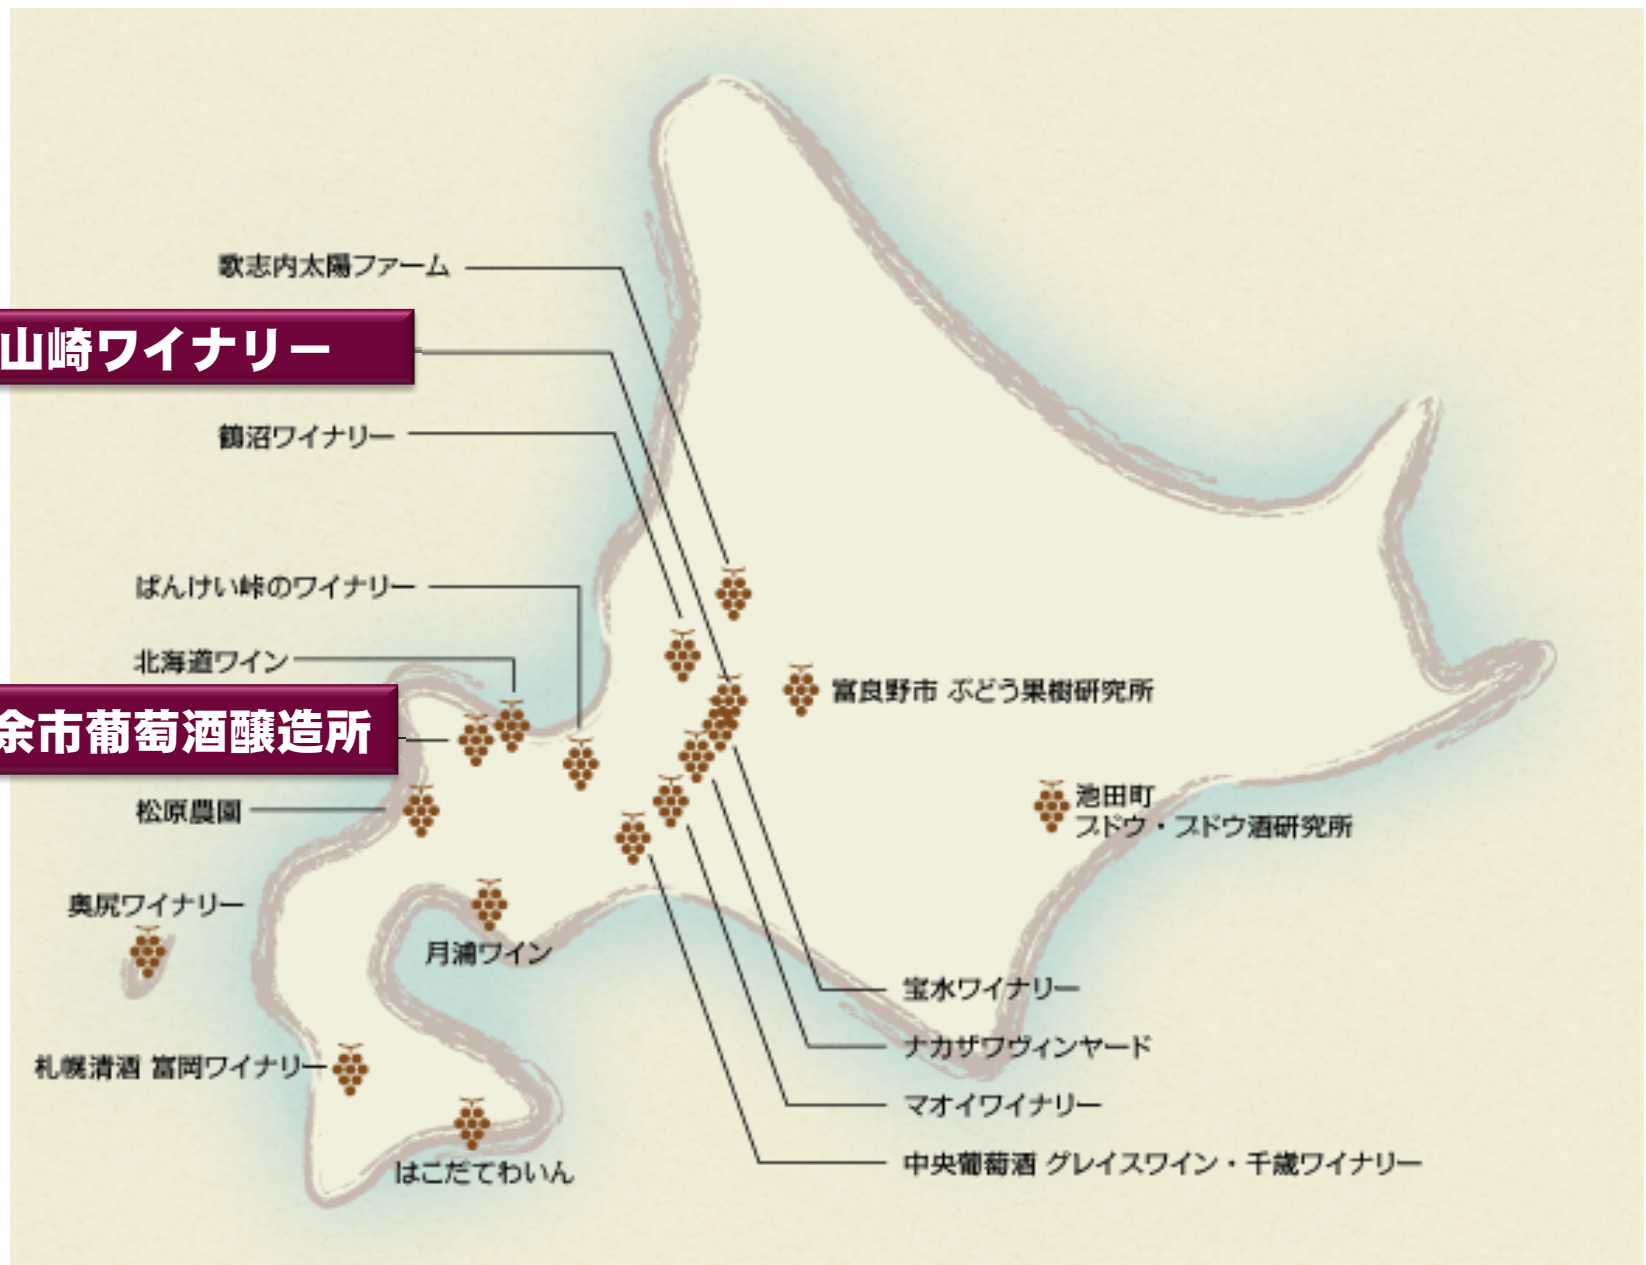 歌志内太陽ファーム
山崎ワイナリー
鶴沼ワイナリー
ばんけい峠のワイナリー
北海道ワイン
富良野市 ぶどう果樹研究所
余市葡萄酒醸造所
松原農園
池田町
ブドウ・ブドウ酒研究所
奥尻ワイナリー
月浦ワイン
宝水ワイナリー
ナカザワヴィンヤード
札幌清酒 富岡ワイナリー
マオイワイナリー
はこだてわいん
中央葡萄酒 グレイスワイン・千歳ワイナリー